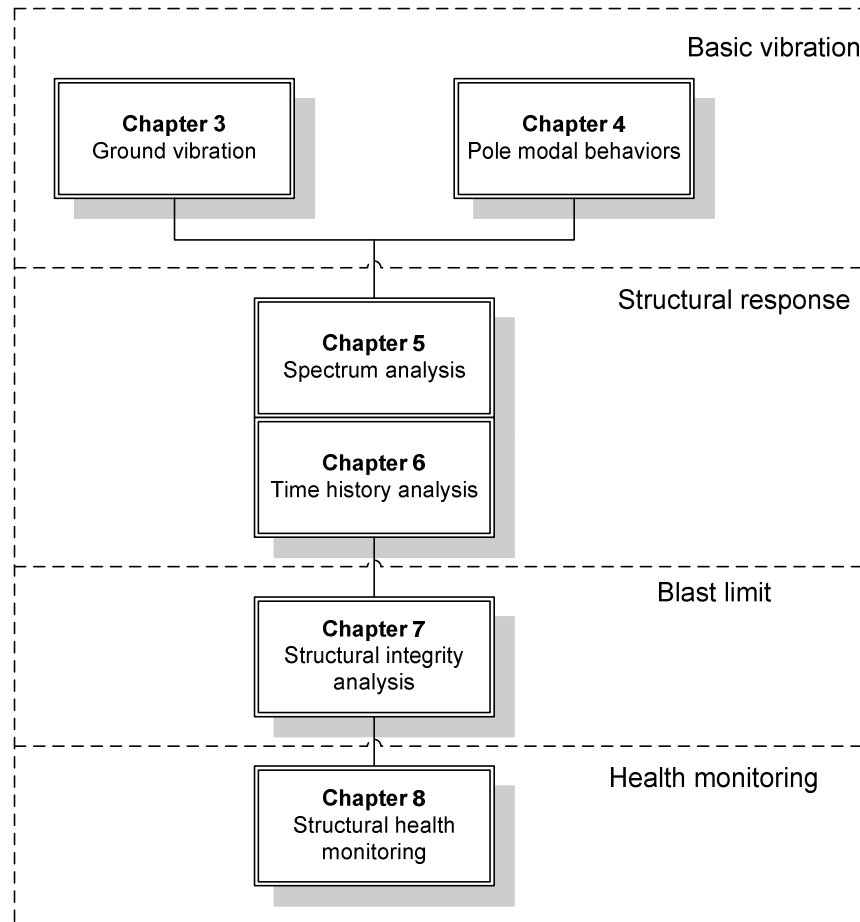 Basic vibration
Chapter 3
Ground vibration
Chapter 4
Pole modal behaviors
Structural response
Chapter 5
Spectrum analysis
Chapter 6
Time history analysis
Blast limit
Chapter 7
Structural integrity
analysis
Health monitoring
Chapter 8
Structural health
monitoring